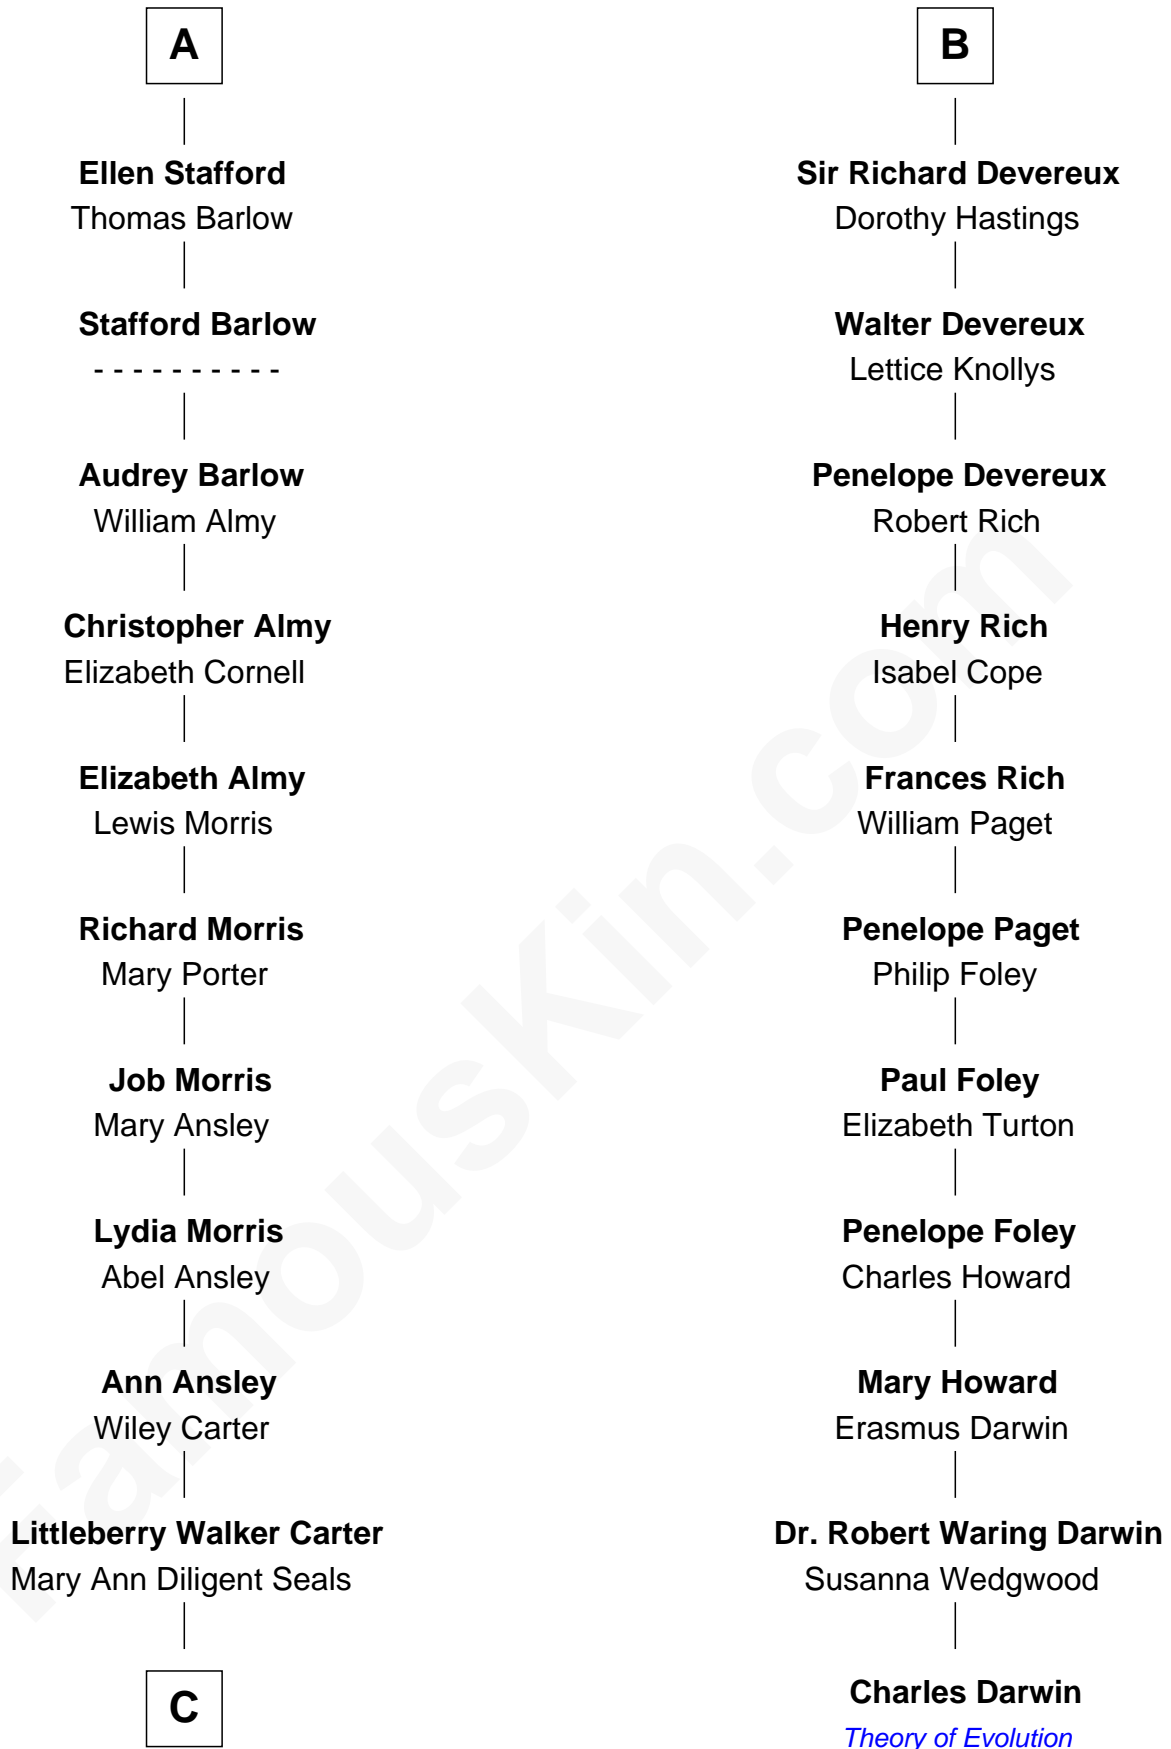 A
Ellen Stafford
Thomas Barlow
Stafford Barlow
- - - - - - - - - -
Audrey Barlow
William Almy
Christopher Almy
Elizabeth Cornell
Elizabeth Almy
Lewis Morris
Richard Morris
Mary Porter
Job Morris
Mary Ansley
Lydia Morris
Abel Ansley
Ann Ansley
Wiley Carter
Littleberry Walker Carter
Mary Ann Diligent Seals
C
B
Sir Richard Devereux
Dorothy Hastings
Walter Devereux
Lettice Knollys
Penelope Devereux
Robert Rich
Henry Rich
Isabel Cope
Frances Rich
William Paget
Penelope Paget
Philip Foley
Paul Foley
Elizabeth Turton
Penelope Foley
Charles Howard
Mary Howard
Erasmus Darwin
Dr. Robert Waring Darwin
Susanna Wedgwood
Charles Darwin
Theory of Evolution
FamousKin.com